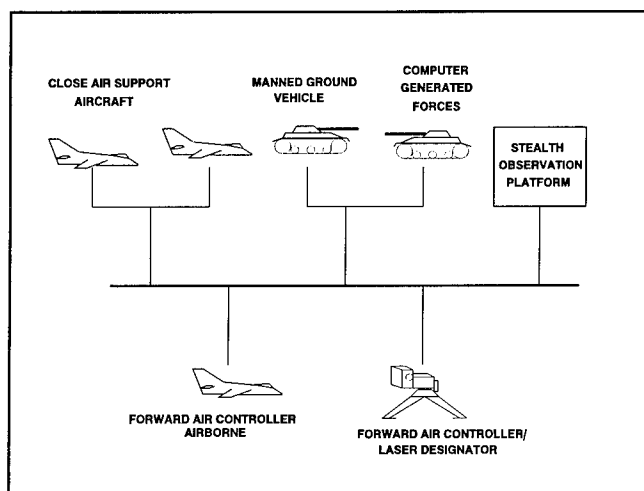 CLOSE AIR SUPPORT
AIRCRAFT
MANNED GROUND
VEHICLE
COMPUTER
GENERATED
FORCES
STEALTH
OBSERVATION
PLATFORM
FORWARD AIR CONTROLLER
AIRBORNE
FORWARD AIR CONTROLLER/
LASER DESIGNATOR